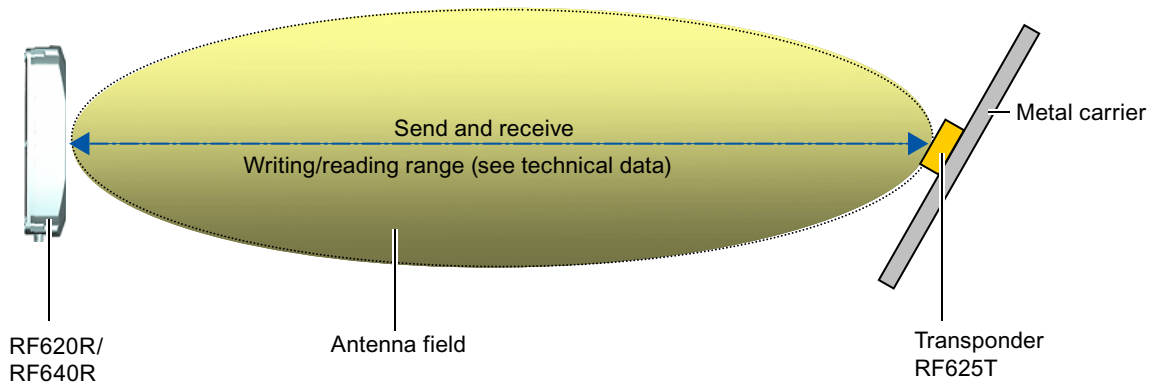 Send and receive
Writing/reading range (see technical data)
Metal carrier
RF620R/
RF640R
Antenna field
Transponder
RF625T